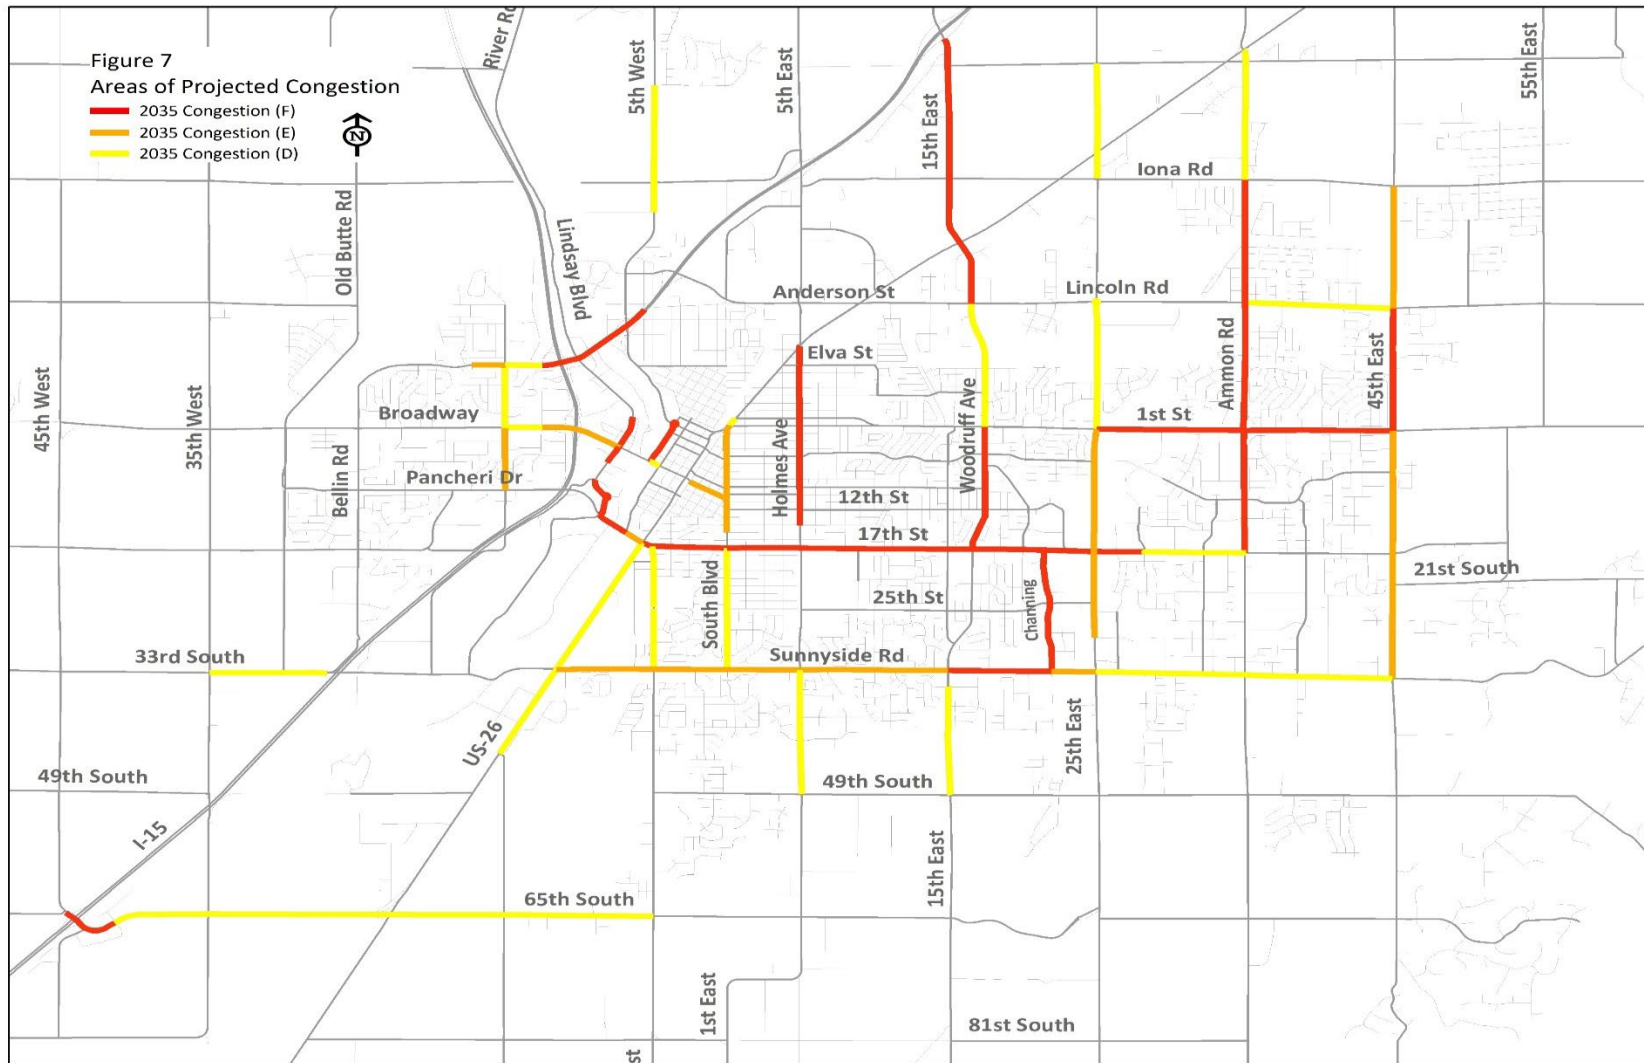 Figure 7
Areas of Projected Congestion
2035 Congestion (F)
2035 Congestion (E)
2035 Congestion (D)
N
River Rd
5th West
5th East
15th East
55th East
Iona Rd
Old Butte Rd
Lindsay Blvd
Anderson St
Lincoln Rd
45th West
35th West
Elva St
Ammon Rd
45th East
Broadway
Bellin Rd
Pancheri Dr
Holmes Ave
Woodruff Ave
1st St
12th St
17th St
21st South
South Blvd
25th St
Channing
33rd South
Sunnyside Rd
US-26
25th East
49th South
49th South
I-15
15th East
65th South
1st East
81st South
st